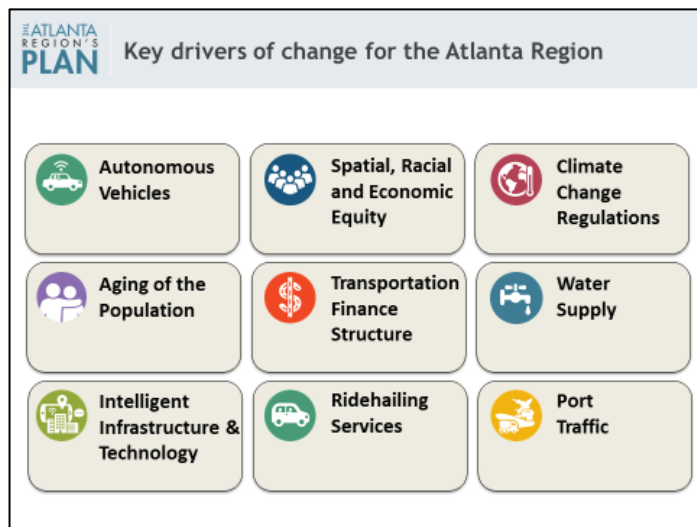 THE ATLANTA
REGION'S
PLAN
Key drivers of change for the Atlanta Region
Autonomous
Vehicles
Spatial, Racial
and Economic
Equity
Climate
Change
Regulations
Aging of the
Population
Transportation
Finance
Structure
Water
Supply
Intelligent
Infrastructure &
Technology
Ridehailing
Services
Port
Traffic